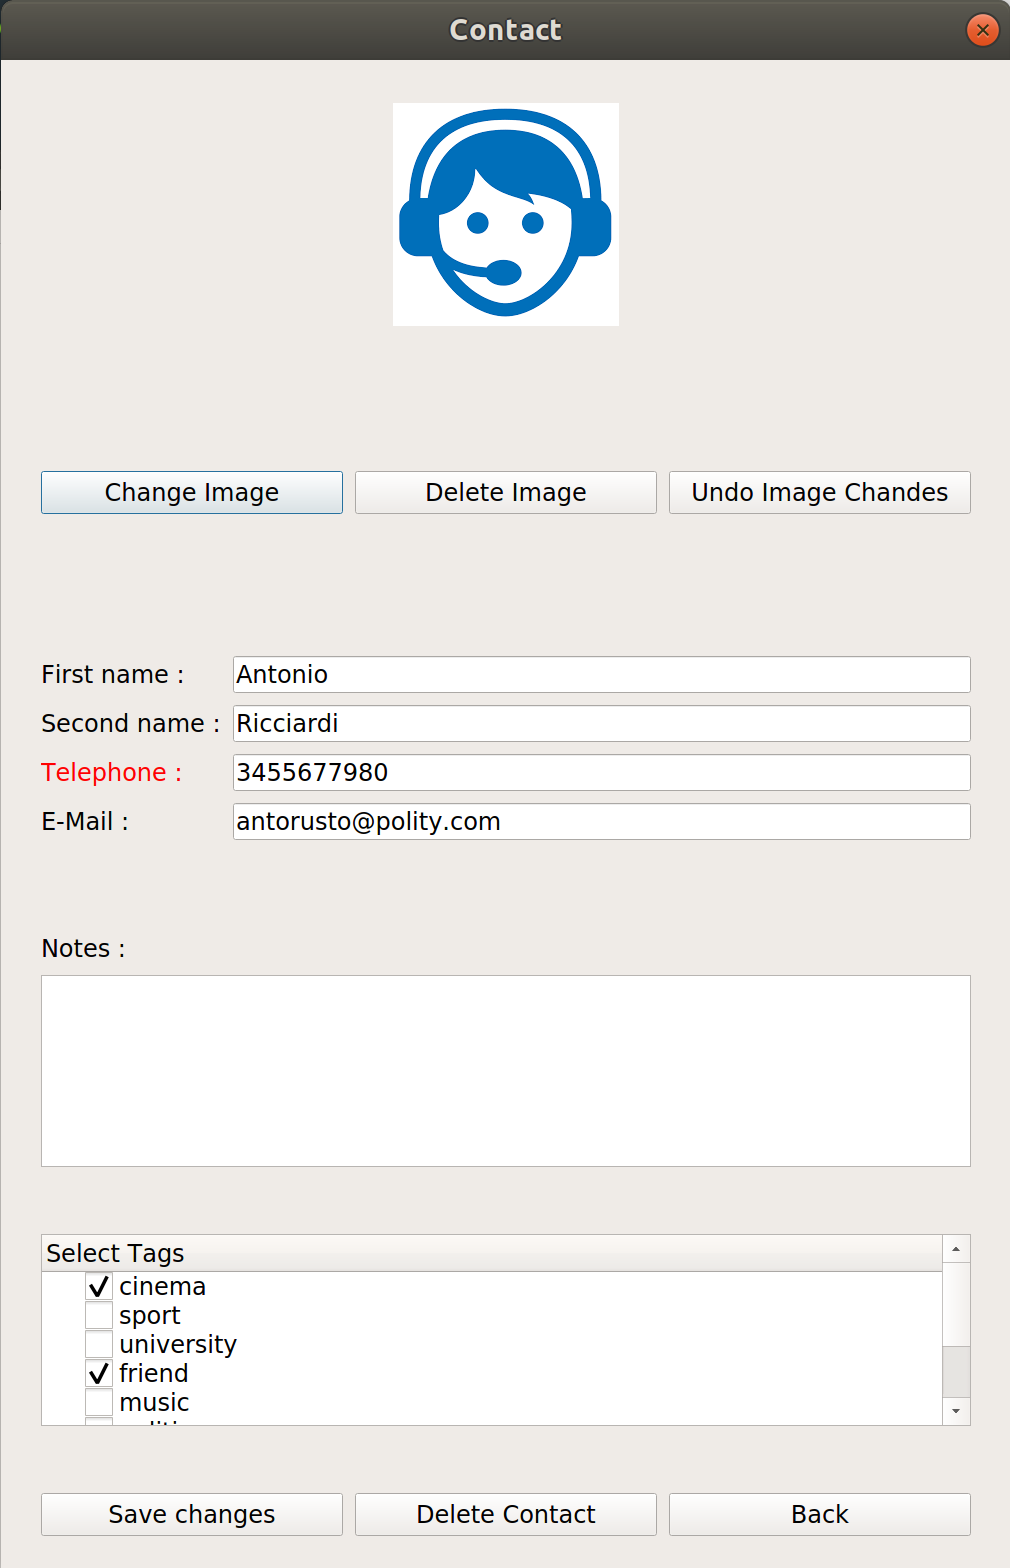 Contact
Change Image
Delete Image
Undo Image Chandes
First name :
Antonio
Second name :
Ricciardi
Telephone :
3455677980
E-Mail :
antorusto@polity.com
Notes :
Select Tags
cinema
sport
university
friend
music
Save changes
Delete Contact
Back